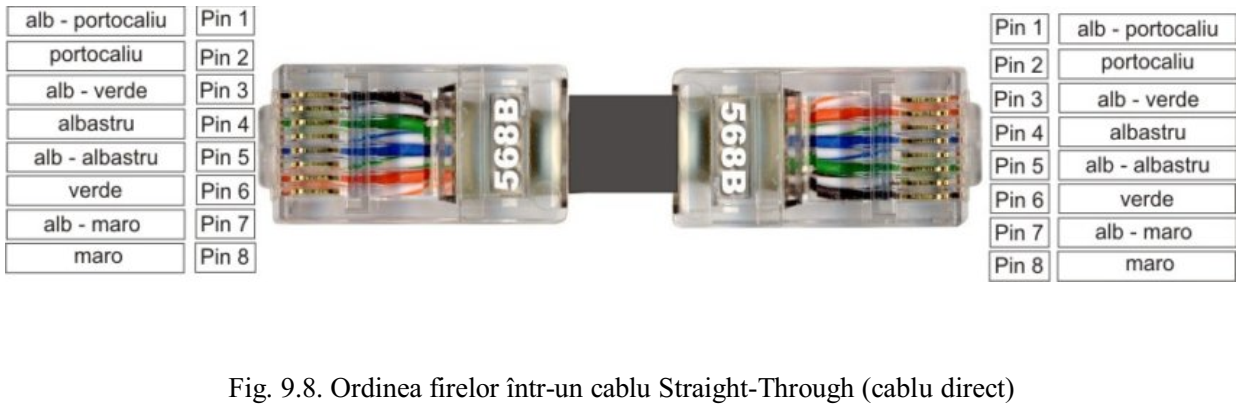 alb - portocaliu Pin 1
portocaliu Pin 2
alb - verde Pin 3
albastru Pin 4
alb - albastru Pin 5
verde Pin 6
alb - maro Pin 7
maro Pin 8
568B
568B
Pin 1 alb - portocaliu
Pin 2 portocaliu
Pin 3 alb - verde
Pin 4 albastru
Pin 5 alb - albastru
Pin 6 verde
Pin 7 alb - maro
Pin 8 maro
Fig. 9.8. Ordinea firelor într-un cablu Straight-Through (cablu direct)